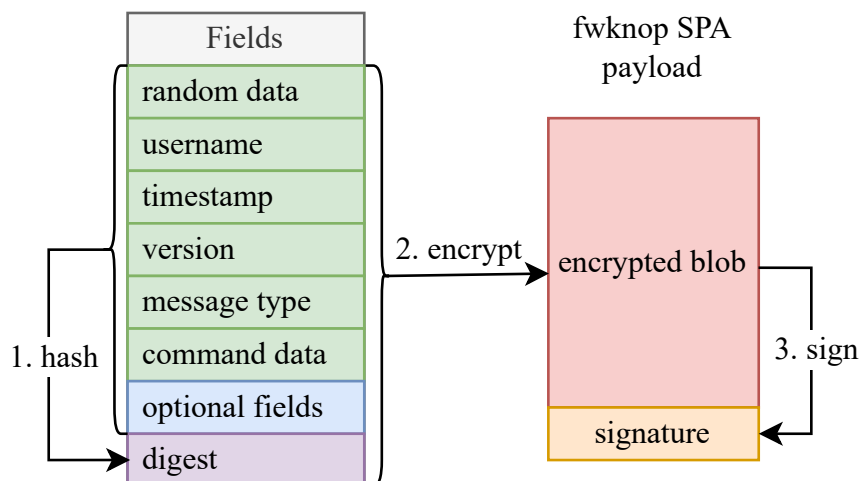 Fields
random data
username
timestamp
version
message type
command data
optional fields
digest
1. hash
2. encrypt
fwknop SPA
payload
encrypted blob
signature
3. sign